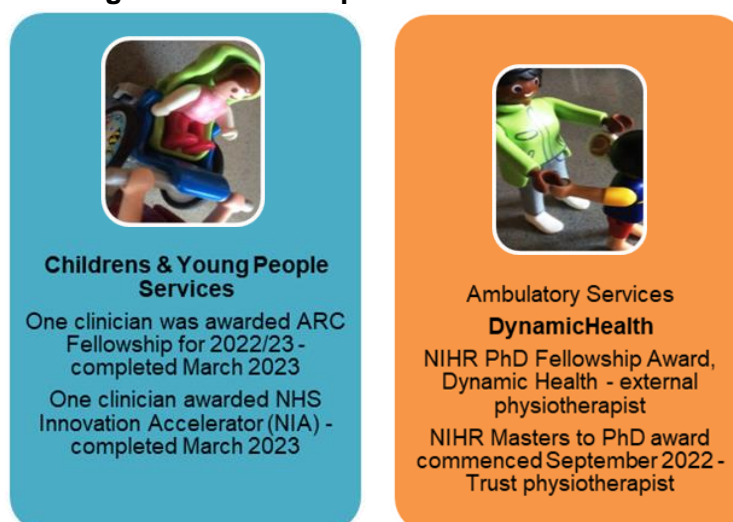 Childrens & Young People
Services
One clinician was awarded ARC
Fellowship for 2022/23 -
completed March 2023
One clinician awarded NHS
Innovation Accelerator (NIA) -
completed March 2023
Ambulatory Services
DynamicHealth
NIHR PhD Fellowship Award,
Dynamic Health - external
physiotherapist
NIHR Masters to PhD award
commenced September 2022 -
Trust physiotherapist